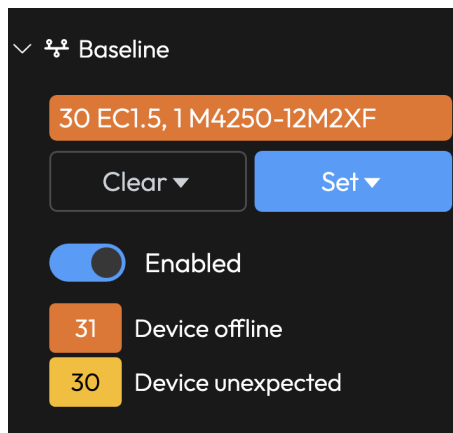 Baseline
30 EC1.5, 1 M4250-12M2XF
Clear
Set
Enabled
31 Device offline
30 Device unexpected